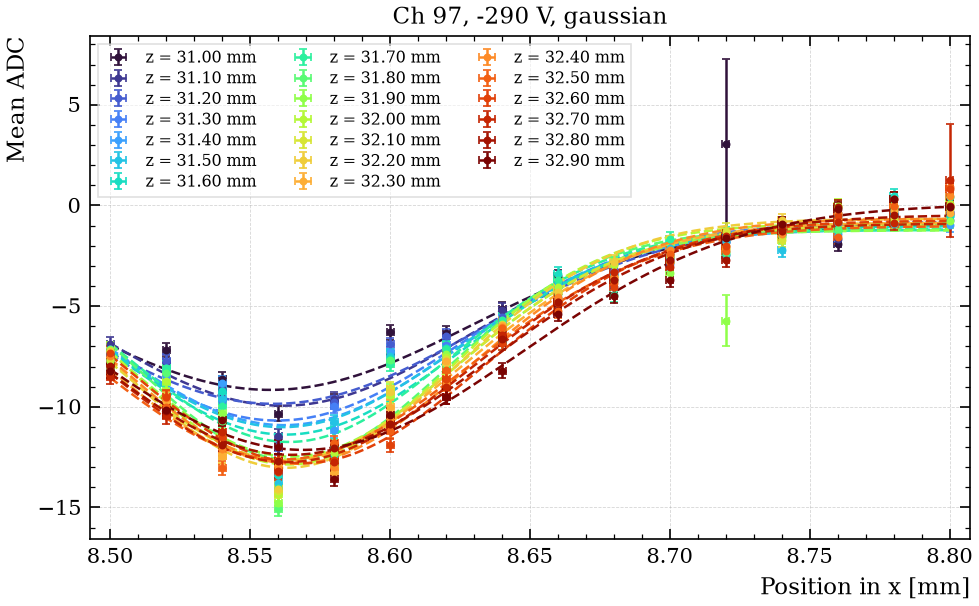 Ch 97, -290 V, gaussian
Mean ADC
z = 31.00 mm
z = 31.10 mm
z = 31.20 mm
z = 31.30 mm
z = 31.40 mm
z = 31.50 mm
z = 31.60 mm
z = 31.70 mm
z = 31.80 mm
z = 31.90 mm
z = 32.00 mm
z = 32.10 mm
z = 32.20 mm
z = 32.30 mm
z = 32.40 mm
z = 32.50 mm
z = 32.60 mm
z = 32.70 mm
z = 32.80 mm
z = 32.90 mm
5
0
−5
−10
−15
8.50 8.55 8.60 8.65 8.70 8.75 8.80
Position in x [mm]